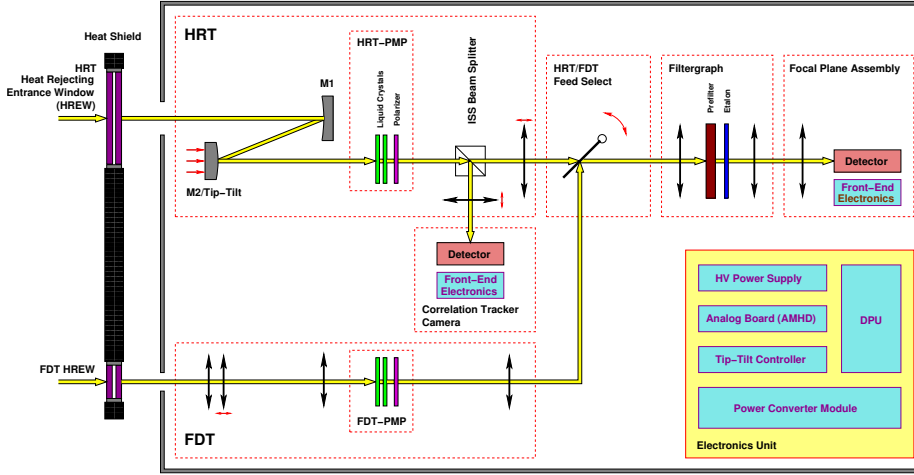 Heat Shield
HRT
Heat Rejecting
Entrance Window
(HREW)
HRT
M1
M2/Tip-Tilt
HRT-PMP
Liquid Crystals
Polarizer
ISS Beam Splitter
HRT/FDT
Feed Select
Filtergraph
Prefilter
Etalon
Focal Plane Assembly
Detector
Front-End
Electronics
Detector
Front-End
Electronics
Correlation Tracker
Camera
FDT HREW
FDT-PMP
FDT
HV Power Supply
Analog Board (AMHD)
Tip-Tilt Controller
DPU
Power Converter Module
Electronics Unit